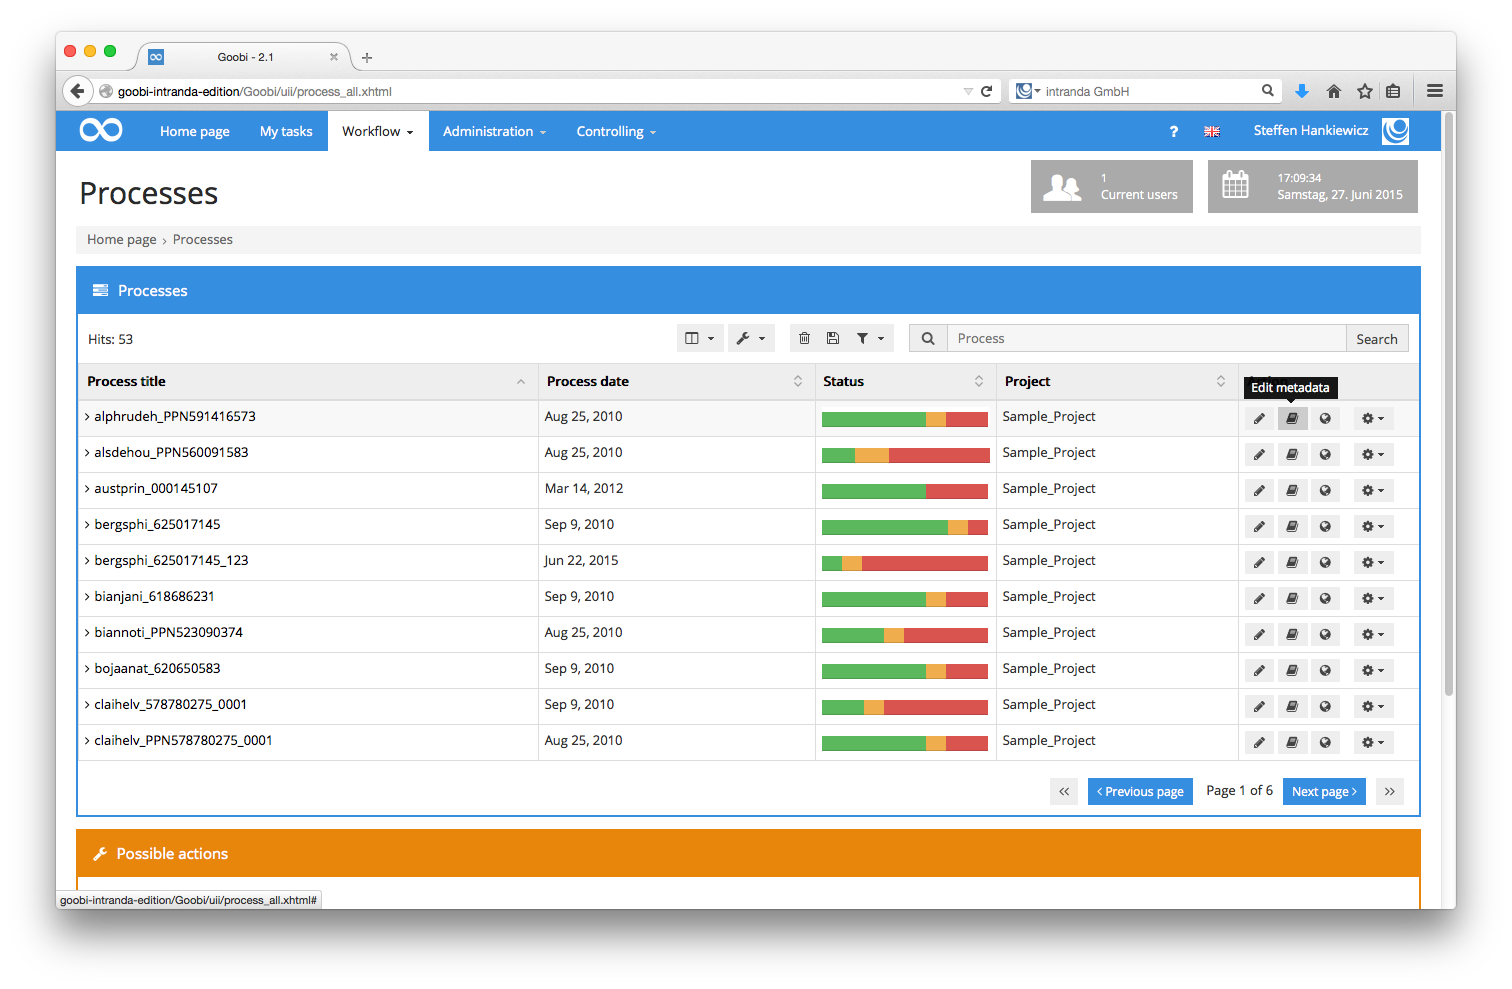 Goobi - 2.1
goobi-intranda-edition/Goobi/uii/process_all.xhtml
intranda GmbH
Home page My tasks Workflow Administration Controlling ? Steffen Hankiewicz
Processes
1
Current users
17:09:34
Samstag, 27. Juni 2015
Home page › Processes
Processes
Hits: 53
Process
Search
Process title Process date Status Project
Edit metadata
alphrudeh_PPN591416573 Aug 25, 2010 Sample_Project
alsdehou_PPN560091583 Aug 25, 2010 Sample_Project
austprin_000145107 Mar 14, 2012 Sample_Project
bergsphi_625017145 Sep 9, 2010 Sample_Project
bergsphi_625017145_123 Jun 22, 2015 Sample_Project
bianjani_618686231 Sep 9, 2010 Sample_Project
biannoti_PPN523090374 Aug 25, 2010 Sample_Project
bojaanat_620650583 Sep 9, 2010 Sample_Project
claihelv_578780275_0001 Sep 9, 2010 Sample_Project
claihelv_PPN578780275_0001 Aug 25, 2010 Sample_Project
‹‹ ‹ Previous page Page 1 of 6 Next page › ››
Possible actions
goobi-intranda-edition/Goobi/uii/process_all.xhtml#